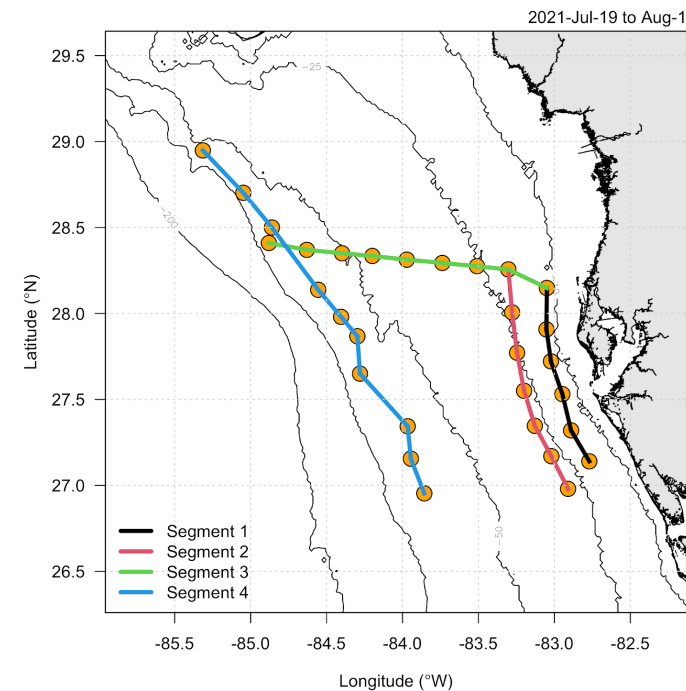 2021-Jul-19 to Aug-1
29.5
29.0
28.5
28.0
27.5
27.0
26.5
Latitude (°N)
-25
-200
-50
Segment 1
Segment 2
Segment 3
Segment 4
-85.5 -85.0 -84.5 -84.0 -83.5 -83.0 -82.5
Longitude (°W)